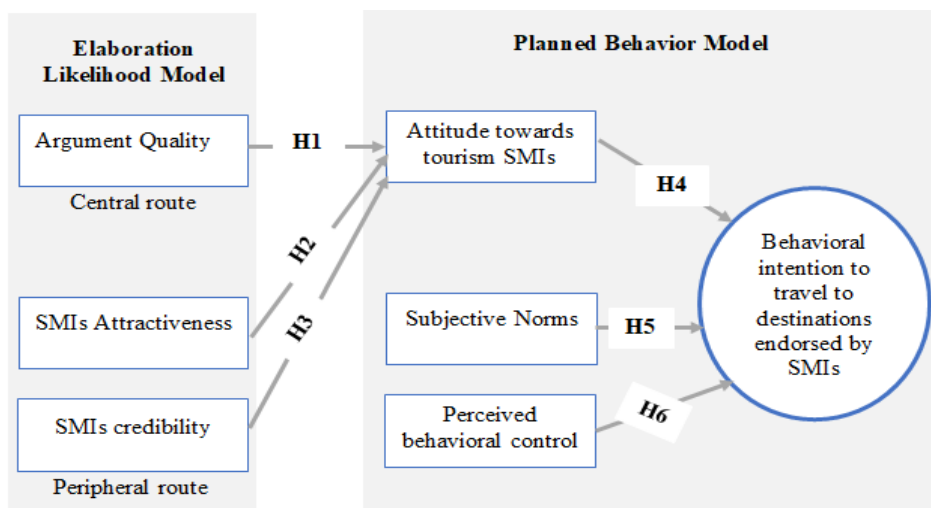 Elaboration
Likelihood Model
Argument Quality
Central route
SMIs Attractiveness
SMIs credibility
Peripheral route
H1
H2
H3
Planned Behavior Model
Attitude towards
tourism SMIs
Subjective Norms
Perceived
behavioral control
H4
H5
H6
Behavioral
intention to
travel to
destinations
endorsed by
SMIs